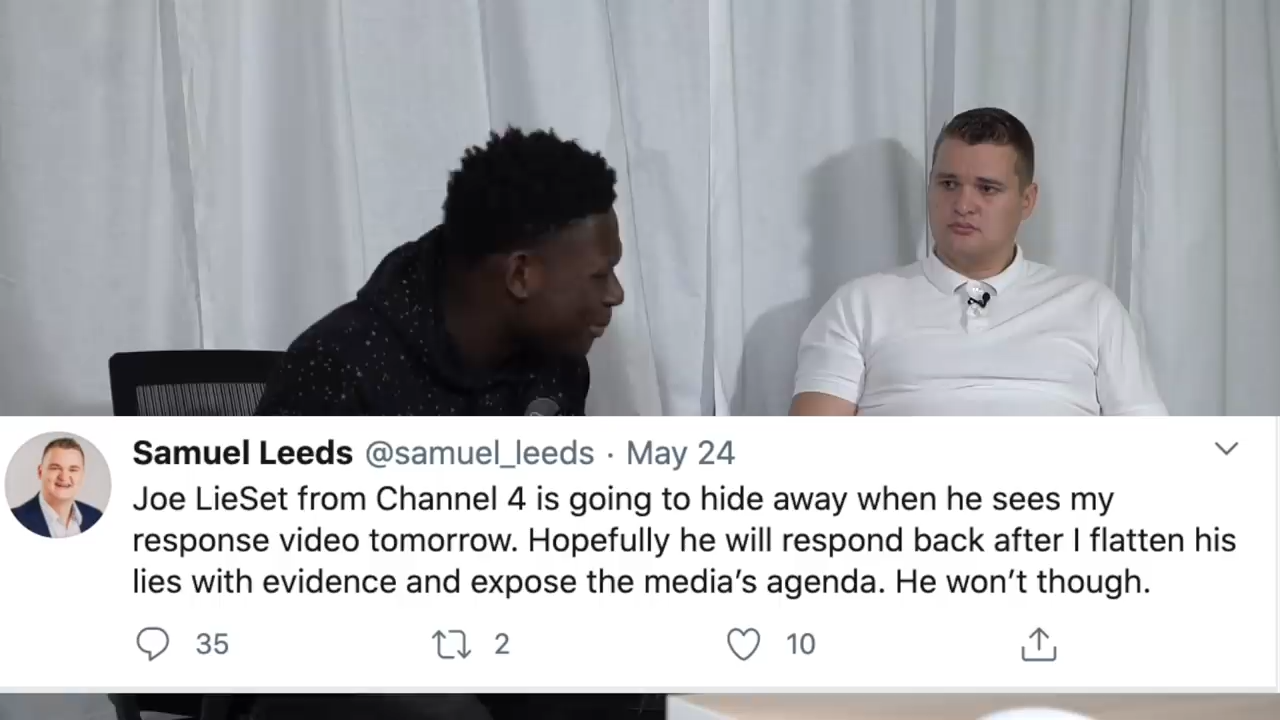 Samuel Leeds @samuel_leeds · May 24
Joe LieSet from Channel 4 is going to hide away when he sees my
response video tomorrow. Hopefully he will respond back after I flatten his
lies with evidence and expose the media’s agenda. He won’t though.
35 2 10